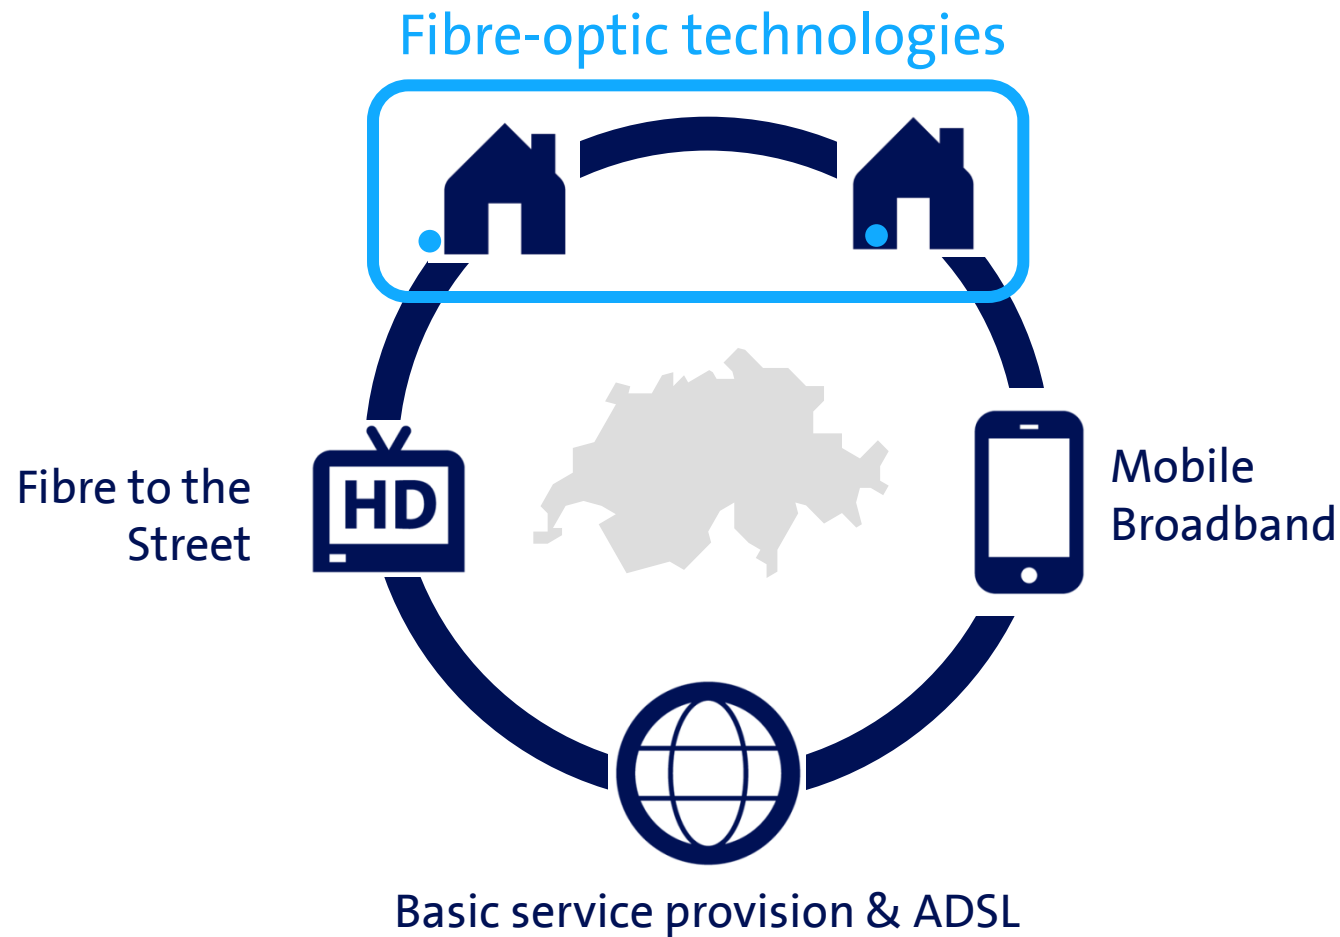 Fibre-optic technologies
Fibre to the
Street
HD
Mobile
Broadband
Basic service provision & ADSL